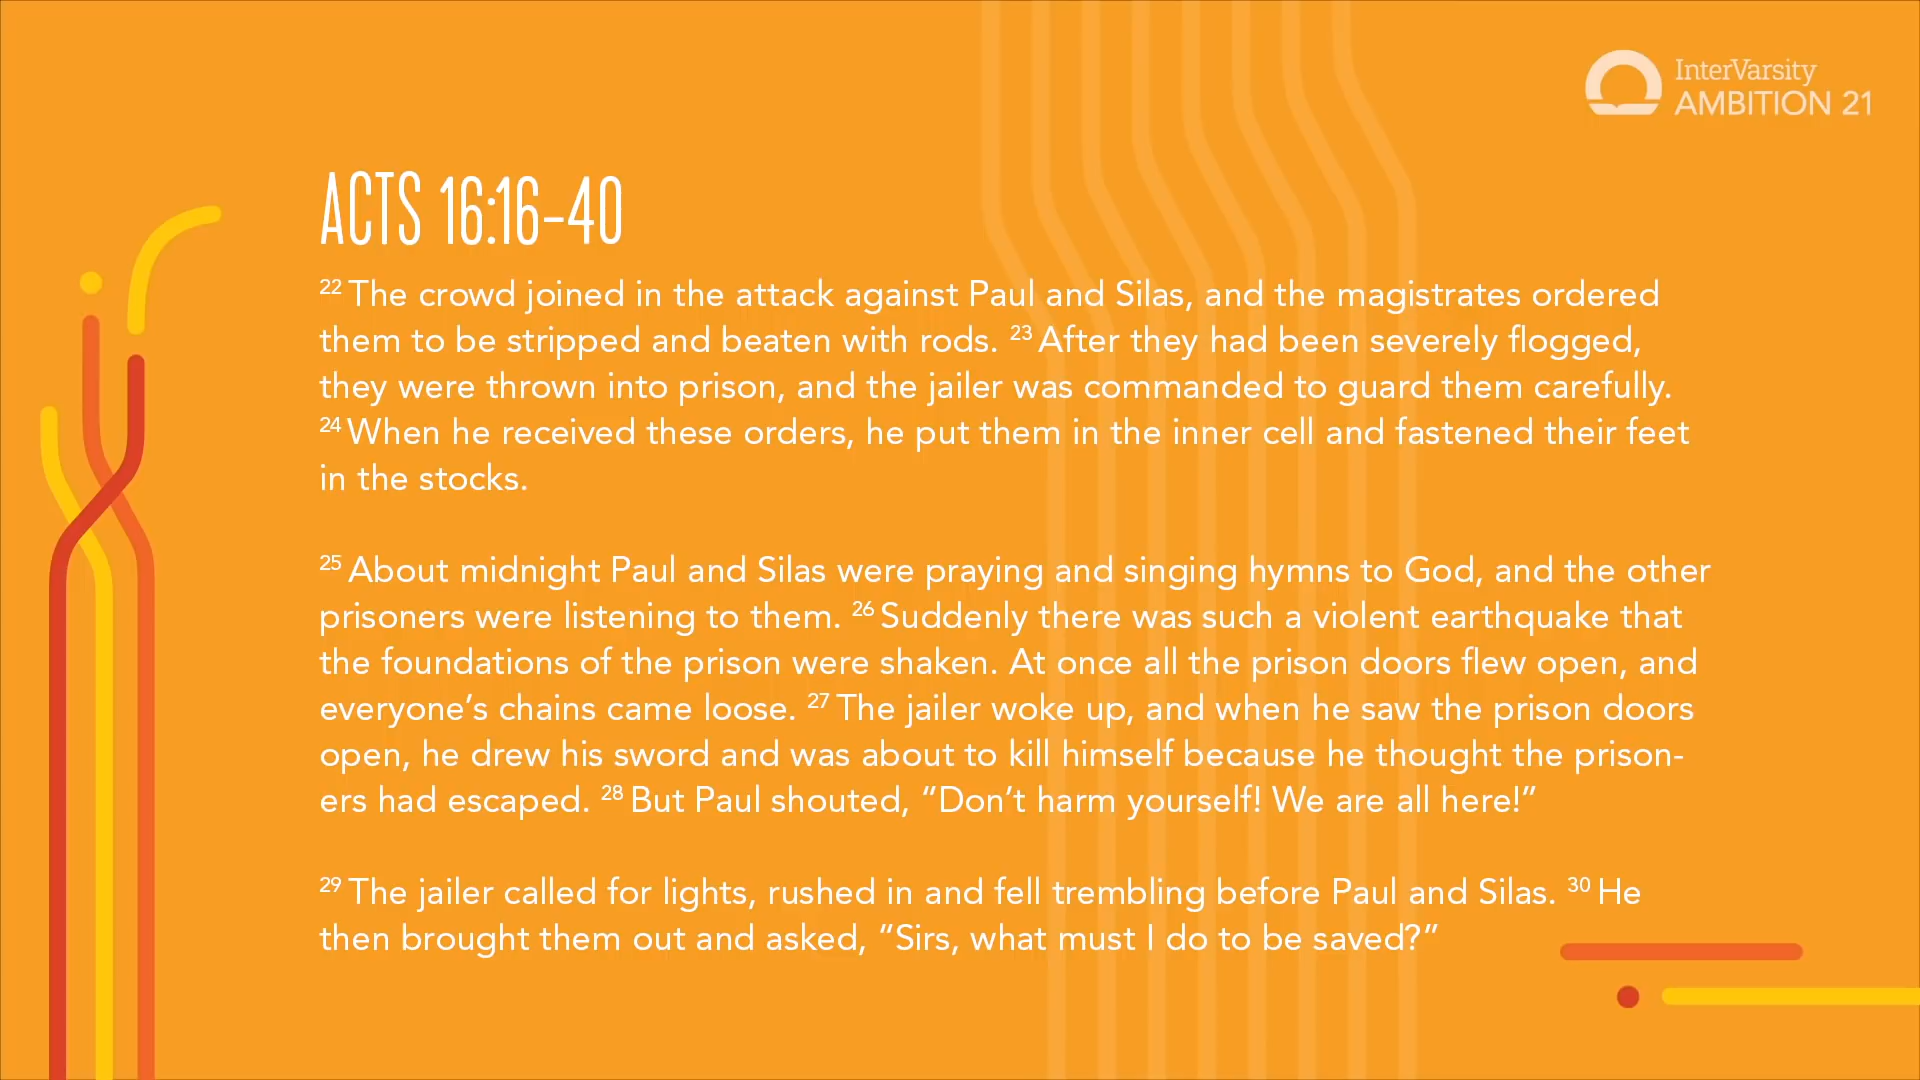 InterVarsity
AMBITION 21
ACTS 16:16–40
22 The crowd joined in the attack against Paul and Silas, and the magistrates ordered
them to be stripped and beaten with rods. 23 After they had been severely flogged,
they were thrown into prison, and the jailer was commanded to guard them carefully.
24 When he received these orders, he put them in the inner cell and fastened their feet
in the stocks.
25 About midnight Paul and Silas were praying and singing hymns to God, and the other
prisoners were listening to them. 26 Suddenly there was such a violent earthquake that
the foundations of the prison were shaken. At once all the prison doors flew open, and
everyone’s chains came loose. 27 The jailer woke up, and when he saw the prison doors
open, he drew his sword and was about to kill himself because he thought the prison-
ers had escaped. 28 But Paul shouted, “Don’t harm yourself! We are all here!”
29 The jailer called for lights, rushed in and fell trembling before Paul and Silas. 30 He
then brought them out and asked, “Sirs, what must I do to be saved?”